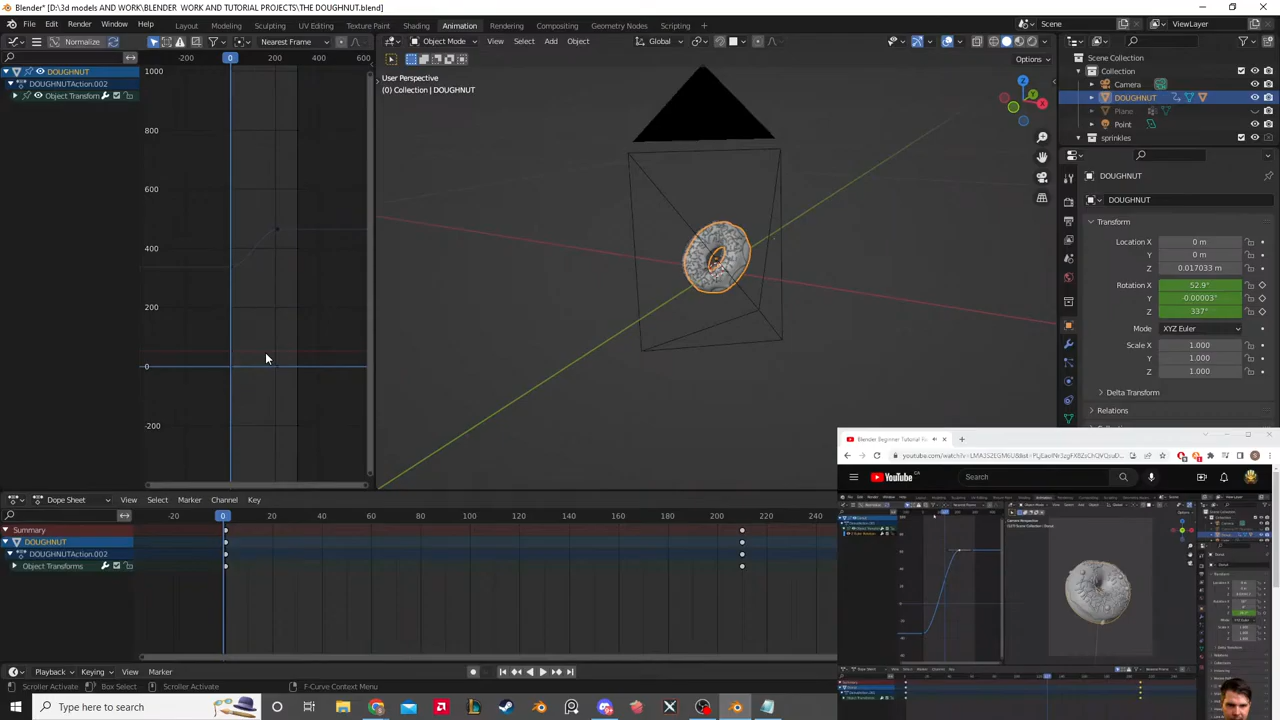 Blender* [D:\3d models AND WORK\BLENDER  WORK AND TUTORIAL PROJECTS\THE DOUGHNUT.blend]
File Edit Render Window Help Layout Modeling Sculpting UV Editing Texture Paint Shading Animation Rendering Compositing Geometry Nodes Scripting Scene ViewLayer
Normalize Nearest Frame Object Mode View Select Add Object Global
Options
-200 0 200 400 600
DOUGHNUT
DOUGHNUTAction.002
Object Transform
1000
800
600
400
200
0
-200
User Perspective
(0) Collection | DOUGHNUT
Scene Collection
Collection
Camera
DOUGHNUT
Plane
Point
sprinkles
DOUGHNUT
DOUGHNUT
Transform
Location X 0 m
Y 0 m
Z 0.017033 m
Rotation X 52.9°
Y -0.00003°
Z 337°
Mode XYZ Euler
Scale X 1.000
Y 1.000
Z 1.000
Delta Transform
Relations
Dope Sheet View Select Marker Channel Key
0 20 40 60 80 100 120 140 160 180 200 220 240
Summary
DOUGHNUT
DOUGHNUTAction.002
Object Transforms
Playback Keying View Marker
Scroller Activate Box Select Scroller Activate F-Curve Context Menu
Type here to search
YouTube CA
Search
Camera Perspective